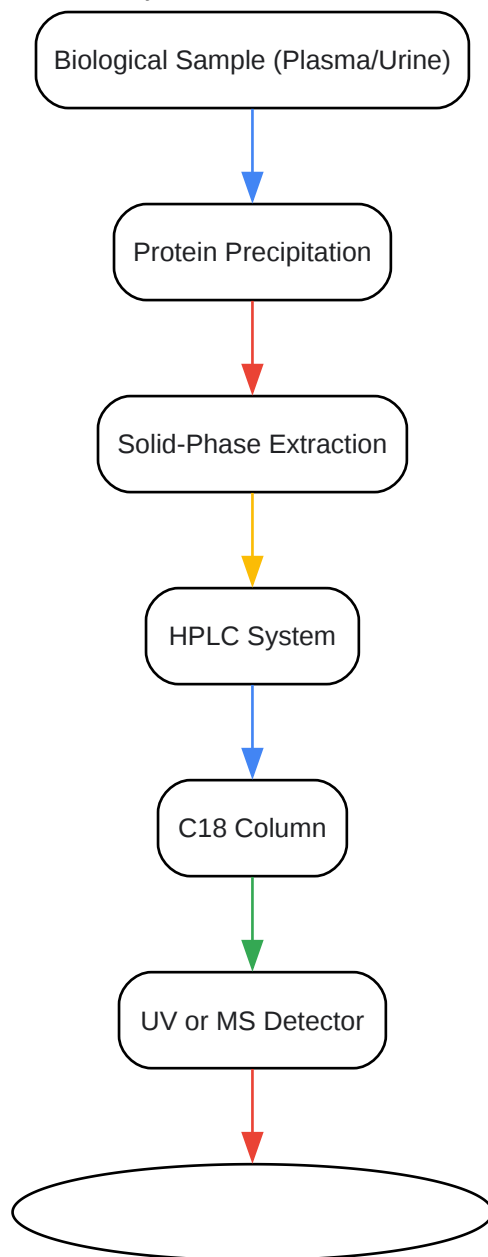 Biological Sample (Plasma/Urine)
Protein Precipitation
Solid-Phase Extraction
HPLC System
C18 Column
UV or MS Detector